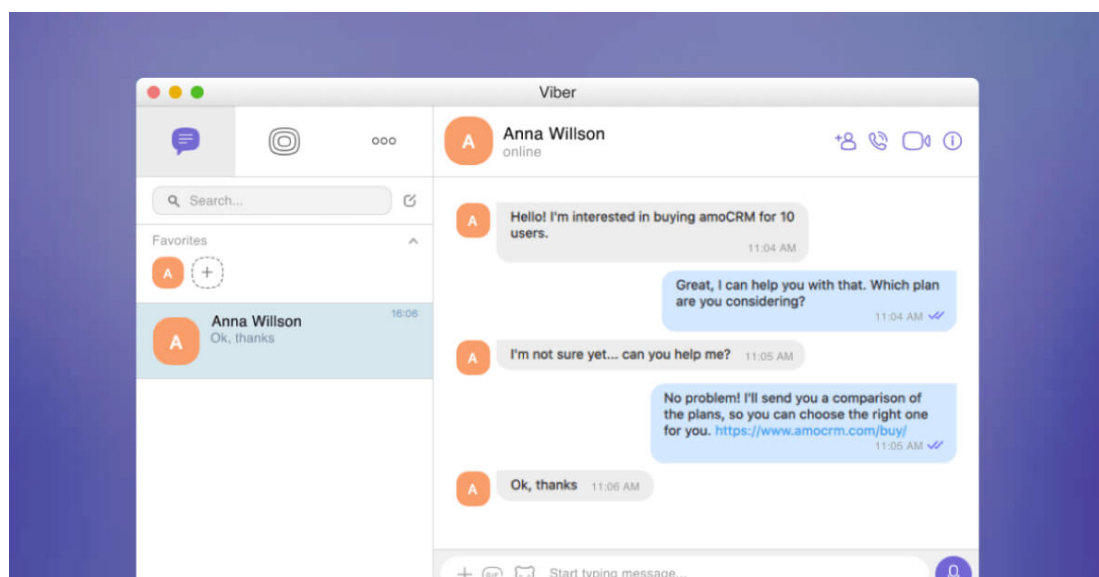 Viber
ooo
Search...
Favorites
A
A
Anna Willson
16:06
Ok, thanks
A
Anna Willson
online
A
Hello! I'm interested in buying amoCRM for 10
users.
11:04 AM
Great, I can help you with that. Which plan
are you considering?
11:04 AM
A
I'm not sure yet... can you help me? 11:05 AM
No problem! I'll send you a comparison of
the plans, so you can choose the right one
for you. https://www.amocrm.com/buy/
11:05 AM
A
Ok, thanks 11:06 AM
GIF
Start typing message...